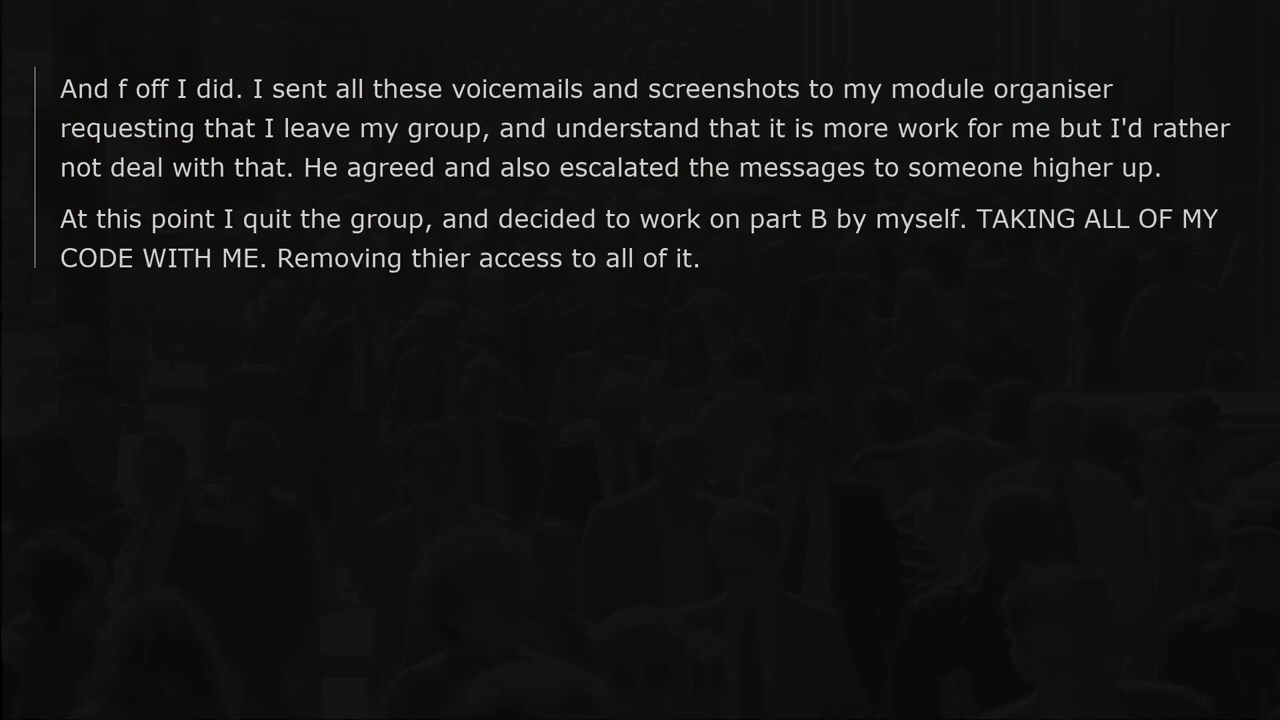 And f off I did. I sent all these voicemails and screenshots to my module organiser
requesting that I leave my group, and understand that it is more work for me but I'd rather
not deal with that. He agreed and also escalated the messages to someone higher up.
At this point I quit the group, and decided to work on part B by myself. TAKING ALL OF MY
CODE WITH ME. Removing thier access to all of it.